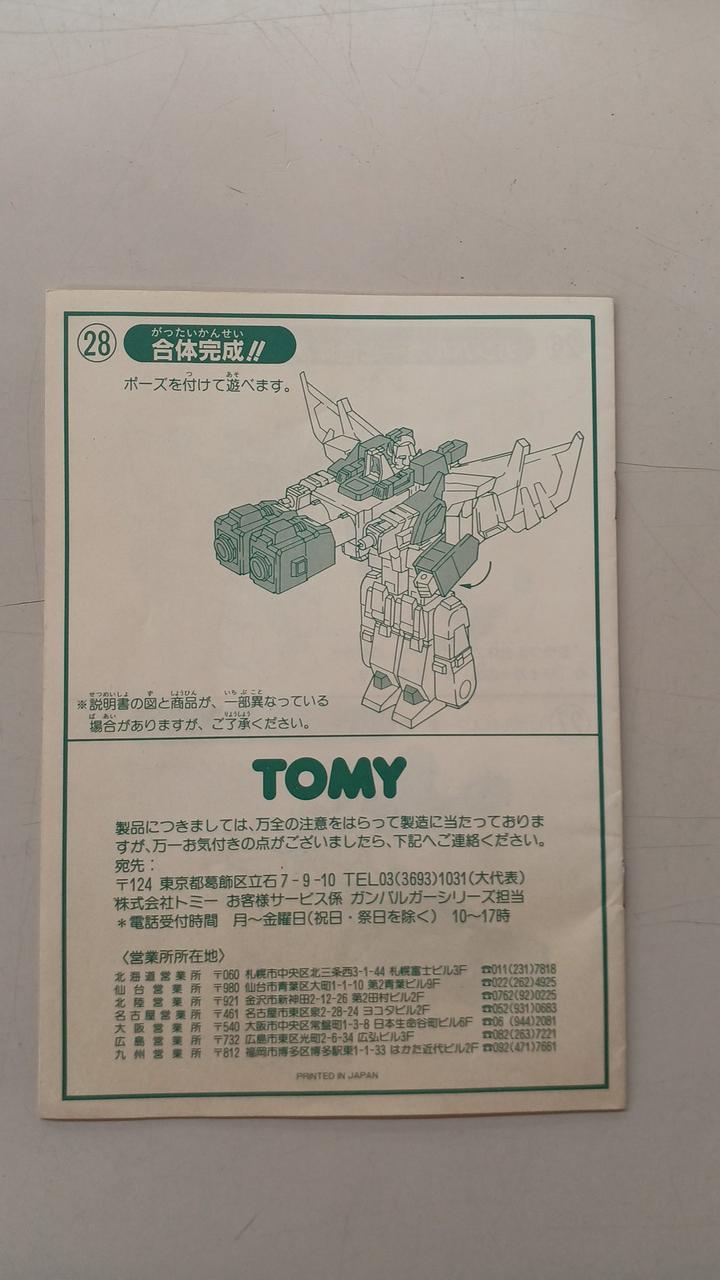 28 合体完成!!
がったいかんせい
ポーズを付けて遊べます。
※説明書の図と商品が、一部異なっている
場合がありますが、ご了承ください。
TOMY
製品につきましては、万全の注意をはらって製造に当たっておりま
すが、万一お気付きの点がございましたら、下記へご連絡ください。
宛先:
〒124 東京都葛飾区立石7-9-10 TEL03(3693)1031(大代表)
株式会社トミー お客様サービス係 ガンバルガーシリーズ担当
*電話受付時間 月〜金曜日(祝日・祭日を除く) 10〜17時
〈営業所所在地〉
北海道営業所 〒060 札幌市中央区北三条西3-1-44 札幌富士ビル3F ☎011(231)7818
仙台営業所 〒980 仙台市青葉区大町1-1-10 第2青葉ビル9F ☎022(262)4925
北陸営業所 〒921 金沢市新神田2-12-26 第2田村ビル2F ☎0762(92)0225
名古屋営業所 〒461 名古屋市東区泉2-28-24 ヨコタビル2F ☎052(931)0683
大阪営業所 〒540 大阪市中央区常盤町1-3-8 日本生命谷町ビル6F ☎06(944)2081
広島営業所 〒732 広島市東区光町2-6-34 広弘ビル3F ☎082(263)7221
九州営業所 〒812 福岡市博多区博多駅東1-1-33 はかた近代ビル2F ☎092(471)7661
PRINTED IN JAPAN